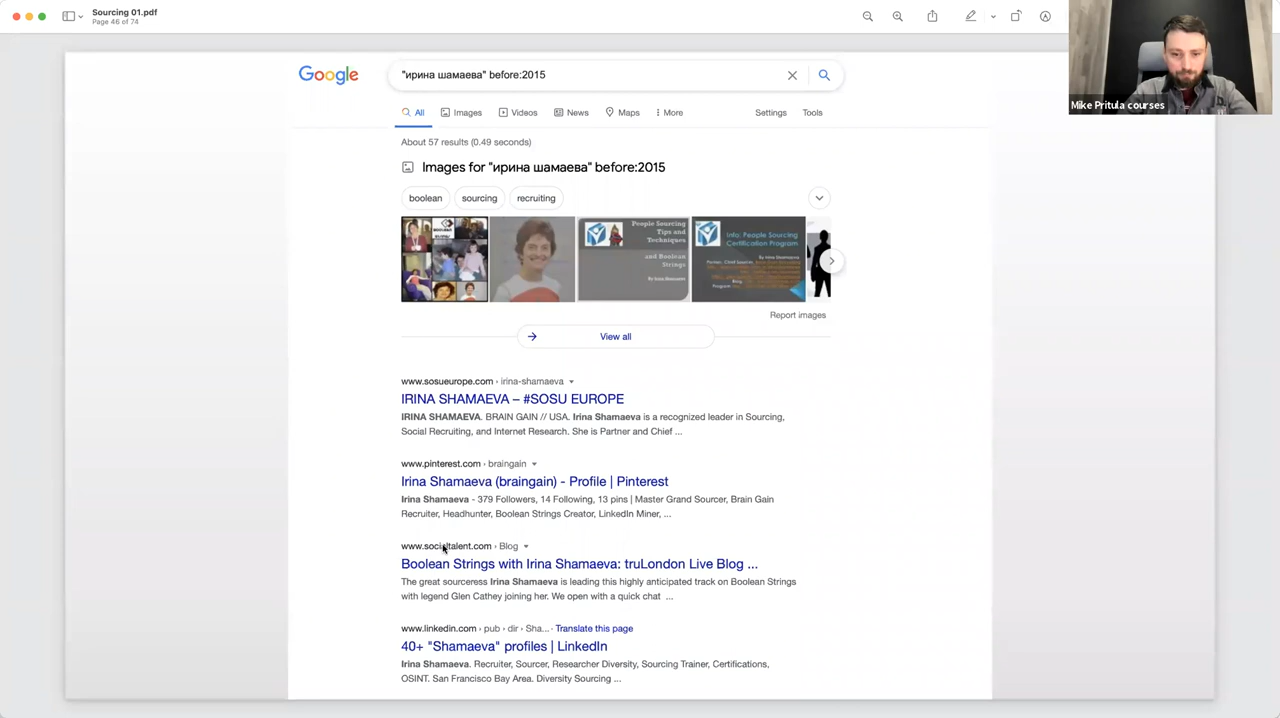 Sourcing 01.pdf
Page 46 of 74
Mike Pritula courses
Google
"ирина шамаева" before:2015
All
Images
Videos
News
Maps
More
Settings
Tools
About 57 results (0.49 seconds)
Images for "ирина шамаева" before:2015
boolean
sourcing
recruiting
People Sourcing
Tips and
Techniques
and Boolean
Strings
By Irina Shamaeva
Info: People Sourcing
Certification Program
Report images
View all
www.sosueurope.com › irina-shamaeva
IRINA SHAMAEVA – #SOSU EUROPE
IRINA SHAMAEVA. BRAIN GAIN // USA. Irina Shamaeva is a recognized leader in Sourcing,
Social Recruiting, and Internet Research. She is Partner and Chief ...
www.pinterest.com › braingain
Irina Shamaeva (braingain) - Profile | Pinterest
Irina Shamaeva - 379 Followers, 14 Following, 13 pins | Master Grand Sourcer, Brain Gain
Recruiter, Headhunter, Boolean Strings Creator, LinkedIn Miner, ...
www.socialtalent.com › Blog
Boolean Strings with Irina Shamaeva: truLondon Live Blog ...
The great sourceress Irina Shamaeva is leading this highly anticipated track on Boolean Strings
with legend Glen Cathey joining her. We open with a quick chat ...
www.linkedin.com › pub › dir › Sha... · Translate this page
40+ "Shamaeva" profiles | LinkedIn
Irina Shamaeva. Recruiter, Sourcer, Researcher Diversity, Sourcing Trainer, Certifications,
OSINT. San Francisco Bay Area. Diversity Sourcing ...